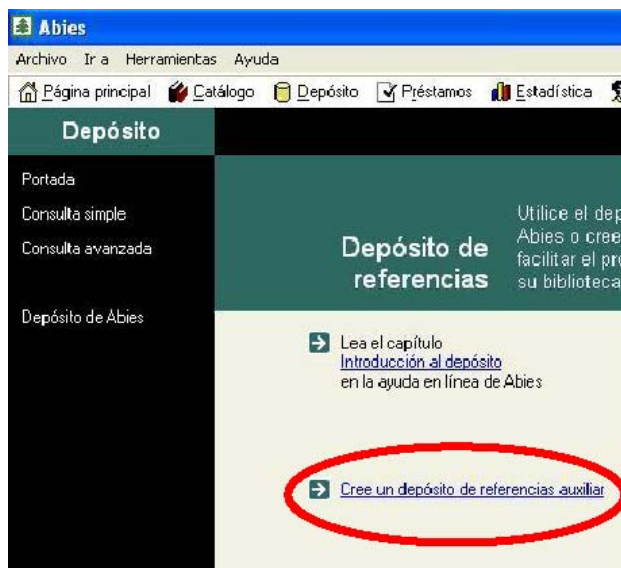 Abies
Archivo Ir a Herramientas Ayuda
Página principal Catálogo Depósito Préstamos Estadística
Depósito
Portada
Consulta simple
Consulta avanzada
Depósito de Abies
Depósito de
referencias
Utilice el dep
Abies o cree
facilitar el pro
su biblioteca
Lea el capítulo
Introducción al depósito
en la ayuda en línea de Abies
Cree un depósito de referencias auxiliar